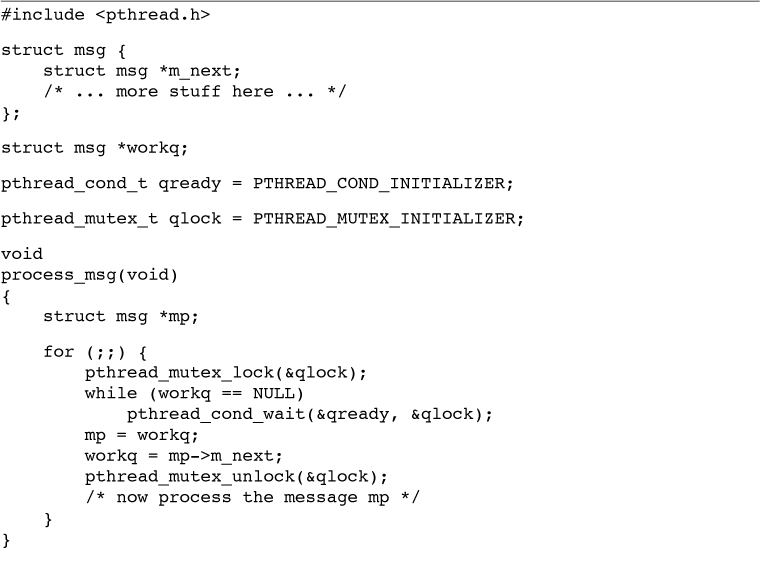 #include <pthread.h>
struct msg {
    struct msg *m_next;
    /* ... more stuff here ... */
};
struct msg *workq;
pthread_cond_t qready = PTHREAD_COND_INITIALIZER;
pthread_mutex_t qlock = PTHREAD_MUTEX_INITIALIZER;
void
process_msg(void)
{
    struct msg *mp;
    for (;;) {
        pthread_mutex_lock(&qlock);
        while (workq == NULL)
            pthread_cond_wait(&qready, &qlock);
        mp = workq;
        workq = mp->m_next;
        pthread_mutex_unlock(&qlock);
        /* now process the message mp */
    }
}